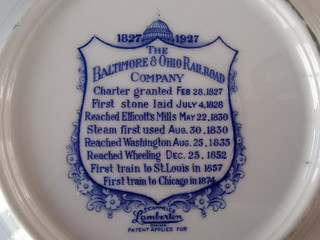 1827 1927
THE
BALTIMORE & OHIO RAILROAD
COMPANY
Charter granted FEB 28, 1827
First stone laid JULY 4, 1828
Reached Ellicott's Mills MAY 22, 1830
Steam first used AUG. 30, 1830
Reached Washington AUG. 25, 1835
Reached Wheeling DEC. 25, 1852
First train to St. Louis in 1857
First train to Chicago in 1874
SCAMMELL'S
Lamberton
CHINA
PATENT APPLIED FOR